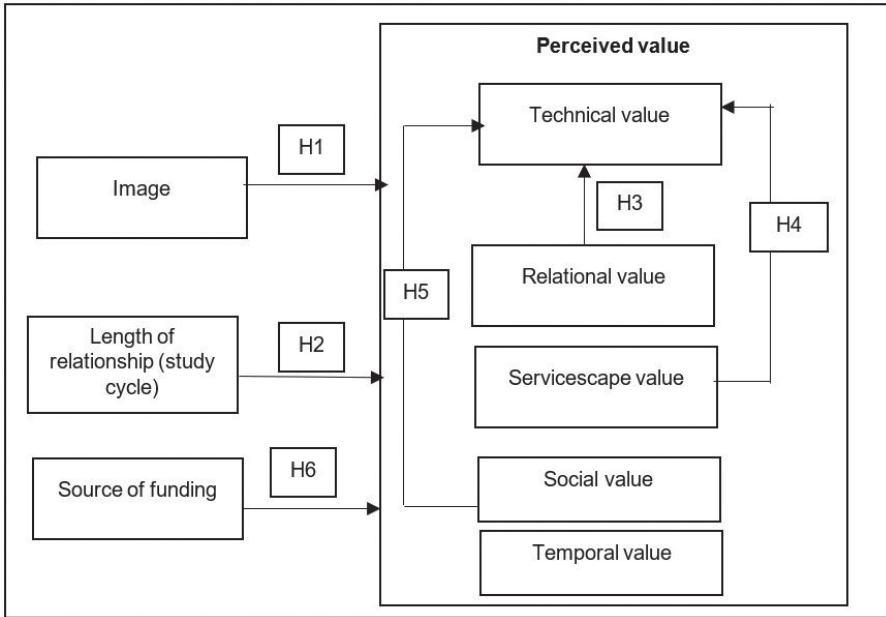 Perceived value
Technical value
H1
Image
H3
H4
Relational value
H5
Length of
relationship (study
cycle)
H2
Servicescape value
H6
Source of funding
Social value
Temporal value